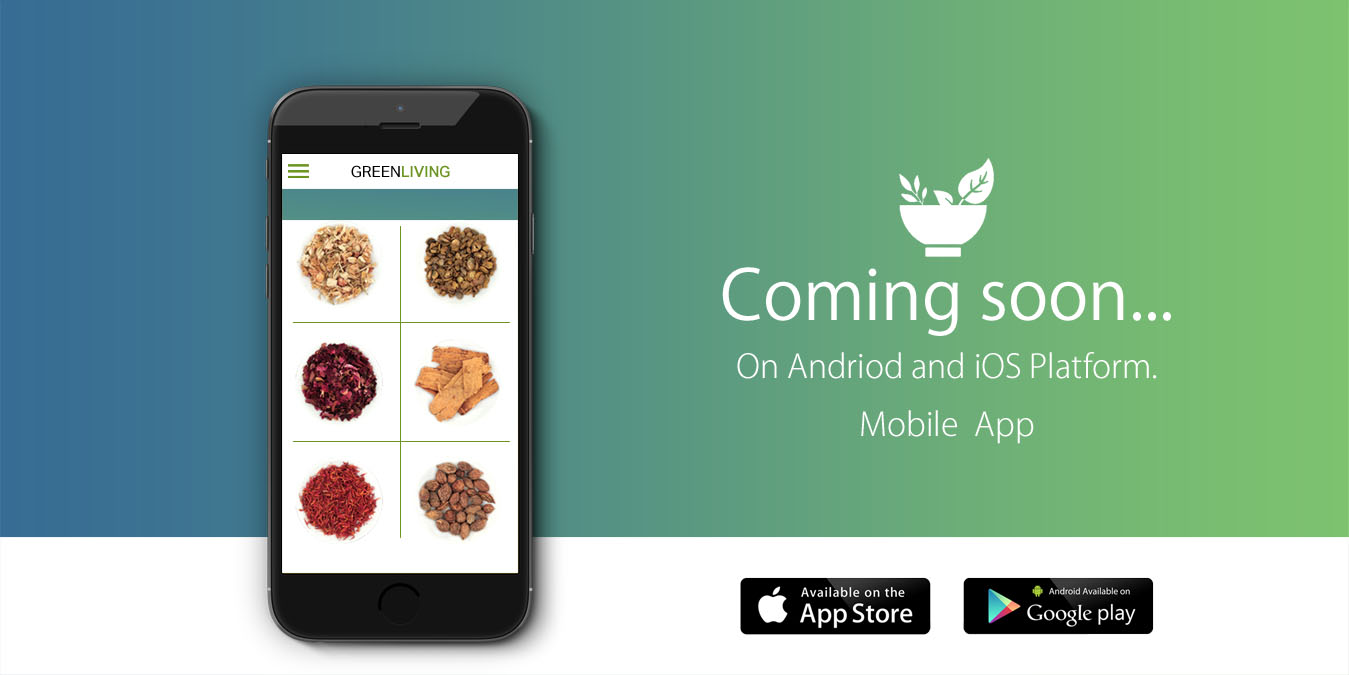 GREENLIVING
Coming soon...
On Andriod and iOS Platform.
Mobile App
Available on the
App Store
Android Available on
Google play